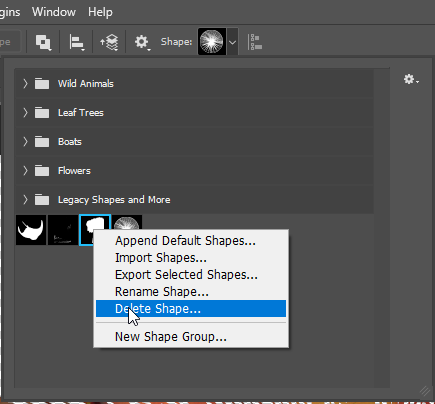 gins Window Help
pe Shape:
Wild Animals
Leaf Trees
Boats
Flowers
Legacy Shapes and More
Append Default Shapes...
Import Shapes...
Export Selected Shapes...
Rename Shape...
Delete Shape...
New Shape Group...